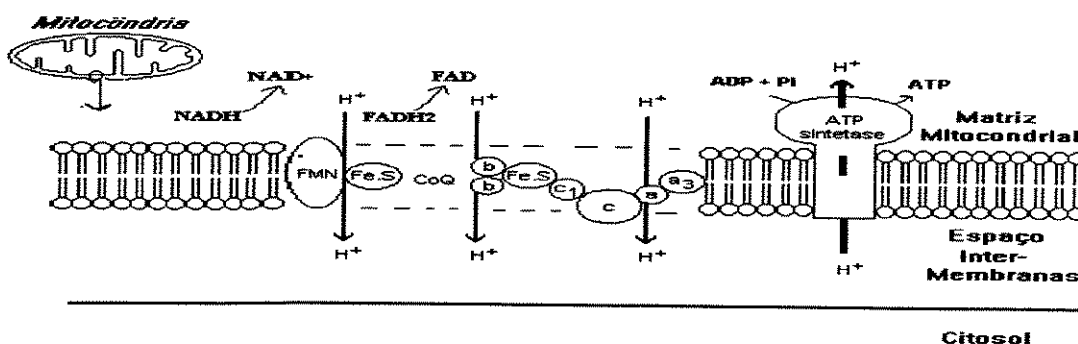 Mitocôndria
NAD+
FAD
NADH
H+
FADH2
H+
H+
ADP + Pi
H+
ATP
ATP
sintetase
Matriz
Mitocondrial
FMN
Fe.S
CoQ
b
b
Fe.S
c1
c
a
a3
H+
H+
H+
H+
Espaço
Inter-
Membranas
Citosol